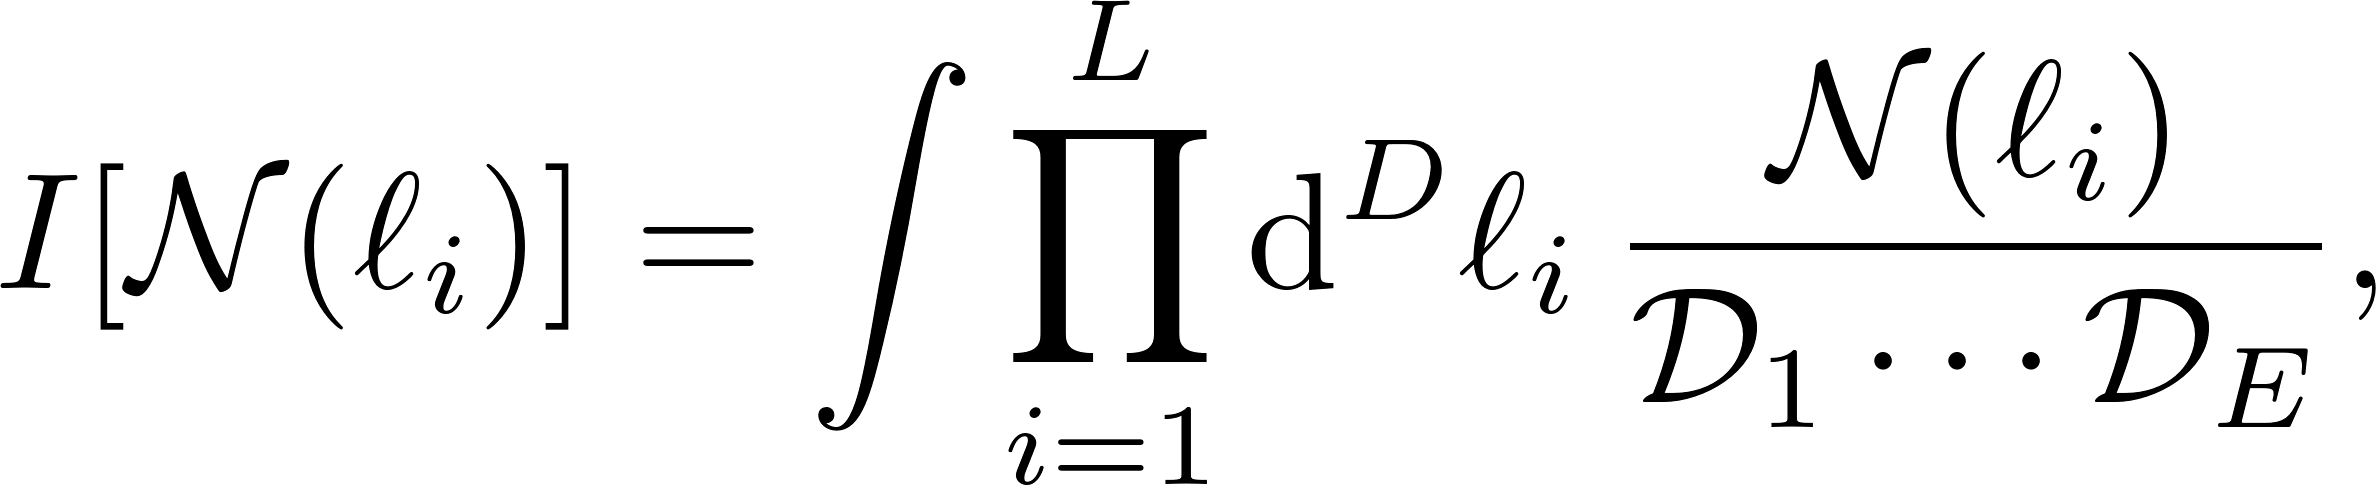 I[\mathcal{N}(\ell_i)] = \int \prod_{i=1}^{L} \mathrm{d}^D \ell_i \, \frac{\mathcal{N}(\ell_i)}{\mathcal{D}_1 \cdots \mathcal{D}_E},